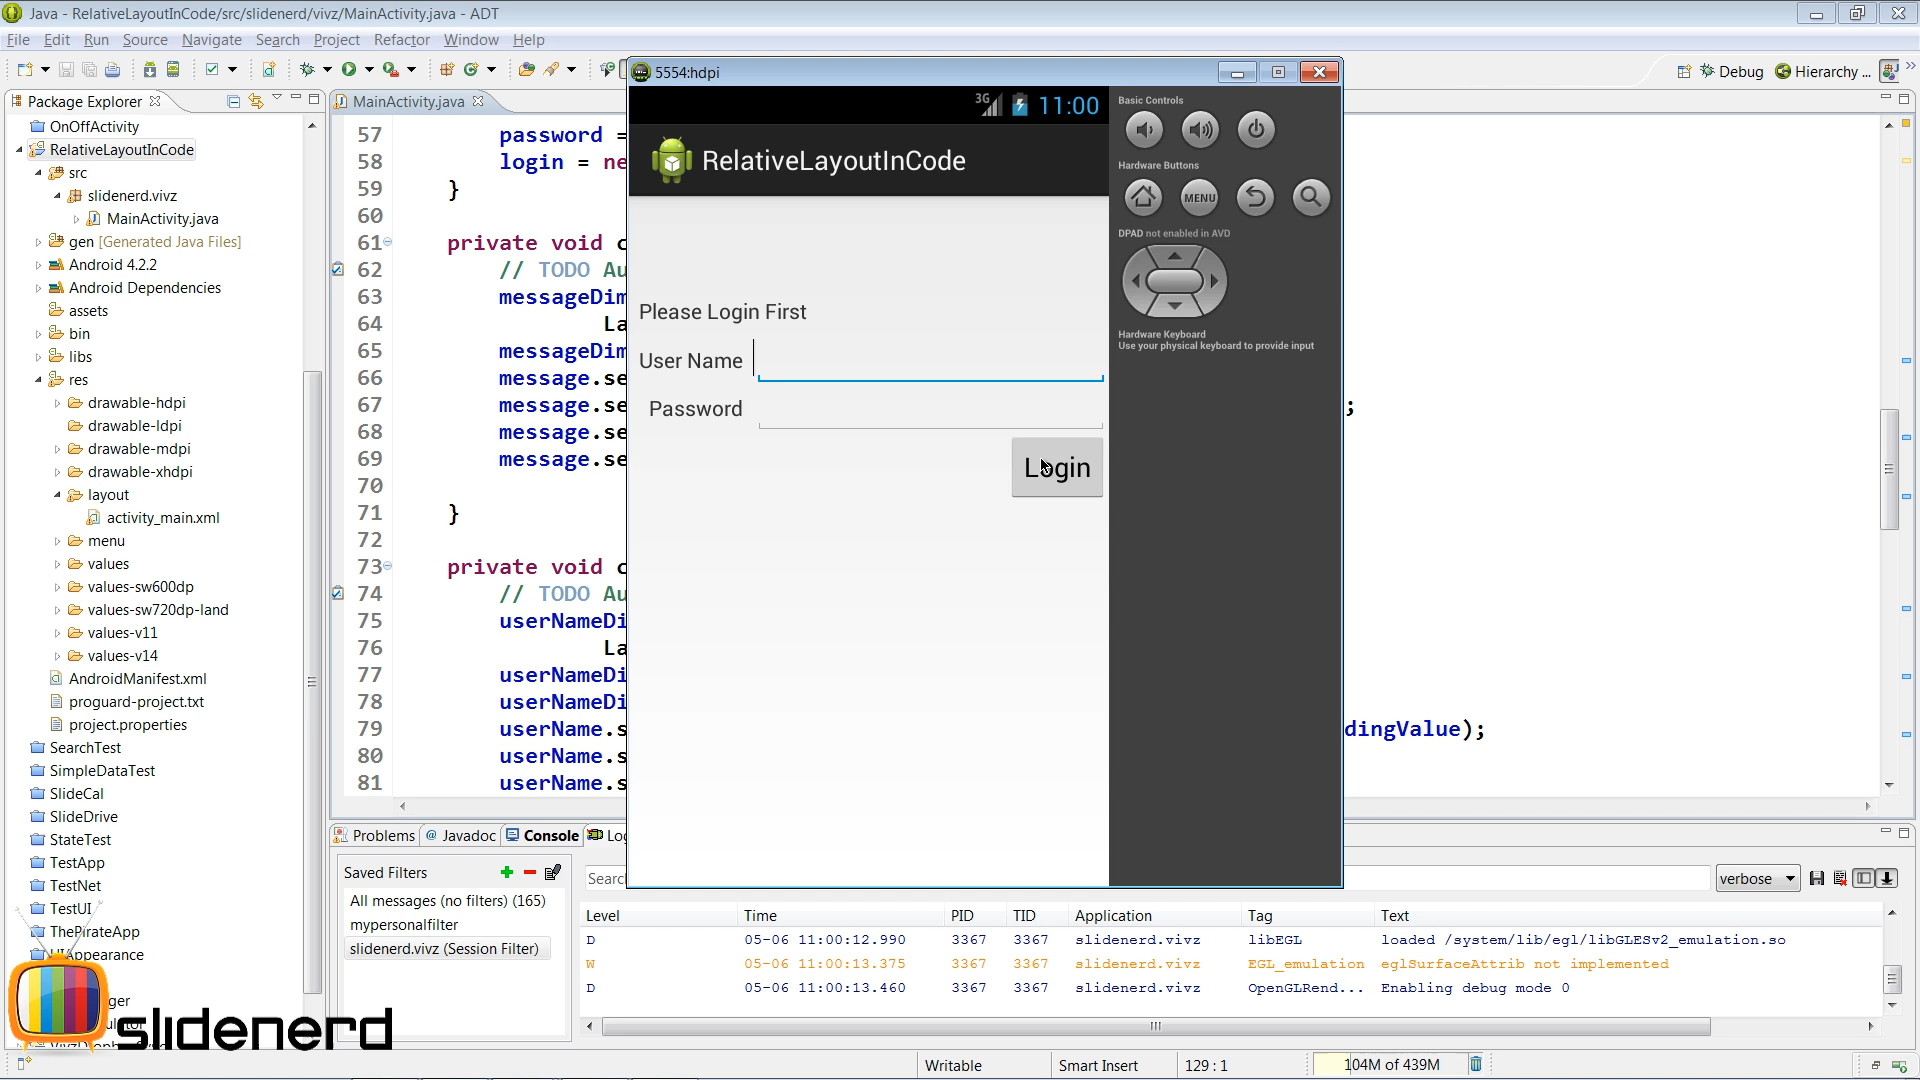 Java - RelativeLayoutInCode/src/slidenerd/vivz/MainActivity.java - ADT
File Edit Run Source Navigate Search Project Refactor Window Help
Debug
Hierarchy ...
Package Explorer
OnOffActivity
RelativeLayoutInCode
src
slidenerd.vivz
MainActivity.java
gen [Generated Java Files]
Android 4.2.2
Android Dependencies
assets
bin
libs
res
drawable-hdpi
drawable-ldpi
drawable-mdpi
drawable-xhdpi
layout
activity_main.xml
menu
values
values-sw600dp
values-sw720dp-land
values-v11
values-v14
AndroidManifest.xml
proguard-project.txt
project.properties
SearchTest
SimpleDataTest
SlideCal
SlideDrive
StateTest
TestApp
TestNet
TestUI
ThePirateApp
UIAppearance
slidenerd
MainActivity.java
57 password =
58 login = ne
59 }
60
61 private void c
62 // TODO Au
63 messageDim
64 La
65 messageDim
66 message.se
67 message.se ;
68 message.se
69 message.se
70
71 }
72
73 private void c
74 // TODO Au
75 userNameDi
76 La
77 userNameDi
78 userNameDi
79 userName.s dingValue);
80 userName.s
81 userName.s
5554:hdpi
3G 11:00
RelativeLayoutInCode
Please Login First
User Name
Password
Login
Basic Controls
Hardware Buttons
MENU
DPAD not enabled in AVD
Hardware Keyboard
Use your physical keyboard to provide input
Problems @ Javadoc Console Log
Saved Filters
All messages (no filters) (165)
mypersonalfilter
slidenerd.vivz (Session Filter)
Searc
verbose
Level Time PID TID Application Tag Text
D 05-06 11:00:12.990 3367 3367 slidenerd.vivz libEGL loaded /system/lib/egl/libGLESv2_emulation.so
W 05-06 11:00:13.375 3367 3367 slidenerd.vivz EGL_emulation eglSurfaceAttrib not implemented
D 05-06 11:00:13.460 3367 3367 slidenerd.vivz OpenGLRend... Enabling debug mode 0
Writable Smart Insert 129 : 1 104M of 439M